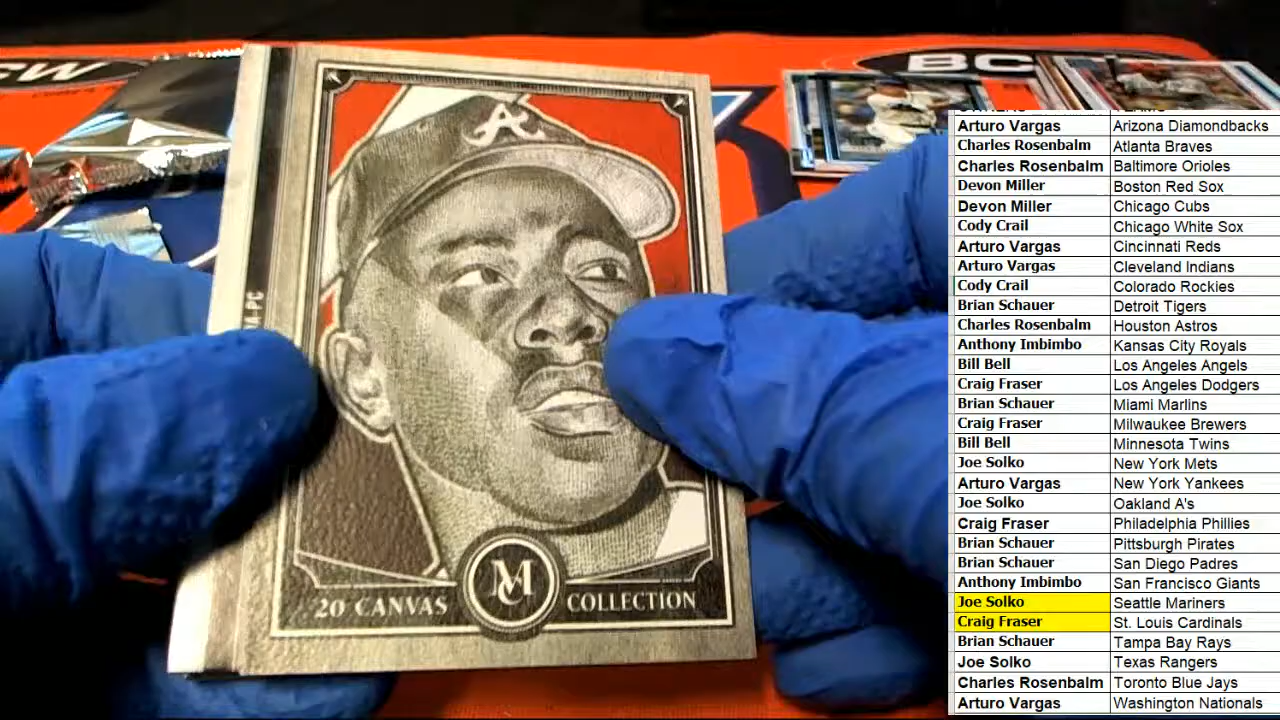 CW
BC
A
A-PC
20 CANVAS MC COLLECTION
Arturo Vargas Arizona Diamondbacks
Charles Rosenbalm Atlanta Braves
Charles Rosenbalm Baltimore Orioles
Devon Miller Boston Red Sox
Devon Miller Chicago Cubs
Cody Crail Chicago White Sox
Arturo Vargas Cincinnati Reds
Arturo Vargas Cleveland Indians
Cody Crail Colorado Rockies
Brian Schauer Detroit Tigers
Charles Rosenbalm Houston Astros
Anthony Imbimbo Kansas City Royals
Bill Bell Los Angeles Angels
Craig Fraser Los Angeles Dodgers
Brian Schauer Miami Marlins
Craig Fraser Milwaukee Brewers
Bill Bell Minnesota Twins
Joe Solko New York Mets
Arturo Vargas New York Yankees
Joe Solko Oakland A's
Craig Fraser Philadelphia Phillies
Brian Schauer Pittsburgh Pirates
Brian Schauer San Diego Padres
Anthony Imbimbo San Francisco Giants
Joe Solko Seattle Mariners
Craig Fraser St. Louis Cardinals
Brian Schauer Tampa Bay Rays
Joe Solko Texas Rangers
Charles Rosenbalm Toronto Blue Jays
Arturo Vargas Washington Nationals